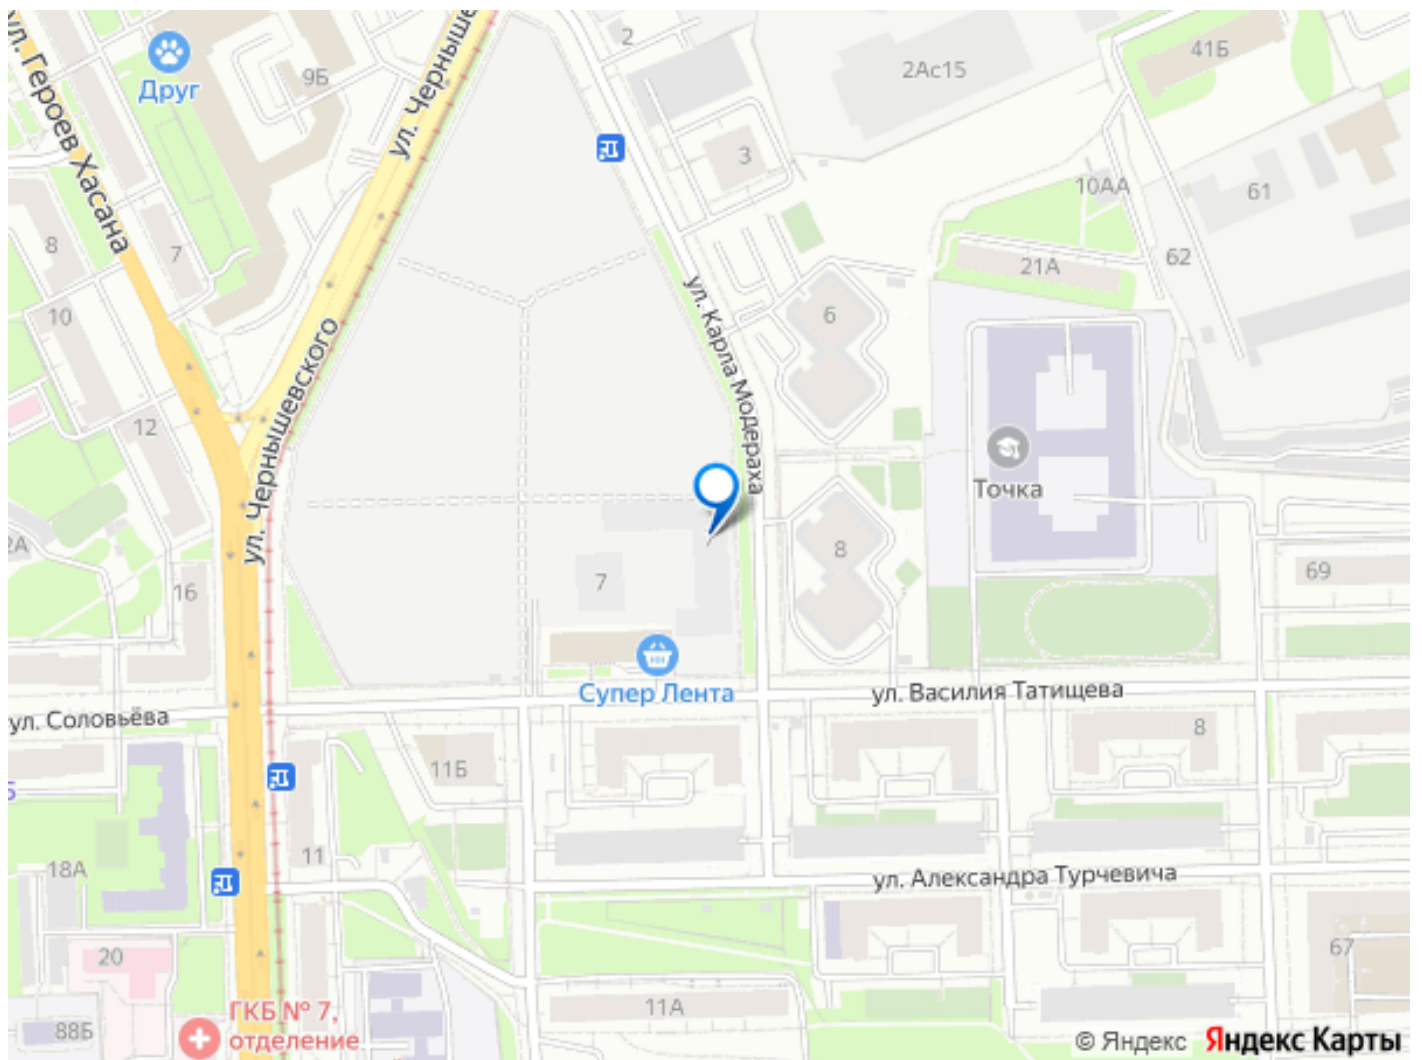 ул. Героев Хасана
Друг
9Б
ул. Черныше
2
2Ас15
41Б
3
10АА
61
8
7
62
21А
10
6
ул. Карла Модераха
ул. Чернышевского
12
Точка
2А
8
69
7
16
Супер Лента
ул. Василия Татищева
ул. Соловьёва
8
11Б
Б
11
18А
ул. Александра Турчевича
20
67
11А
ГКБ № 7,
отделение
88Б
© Яндекс Яндекс Карты